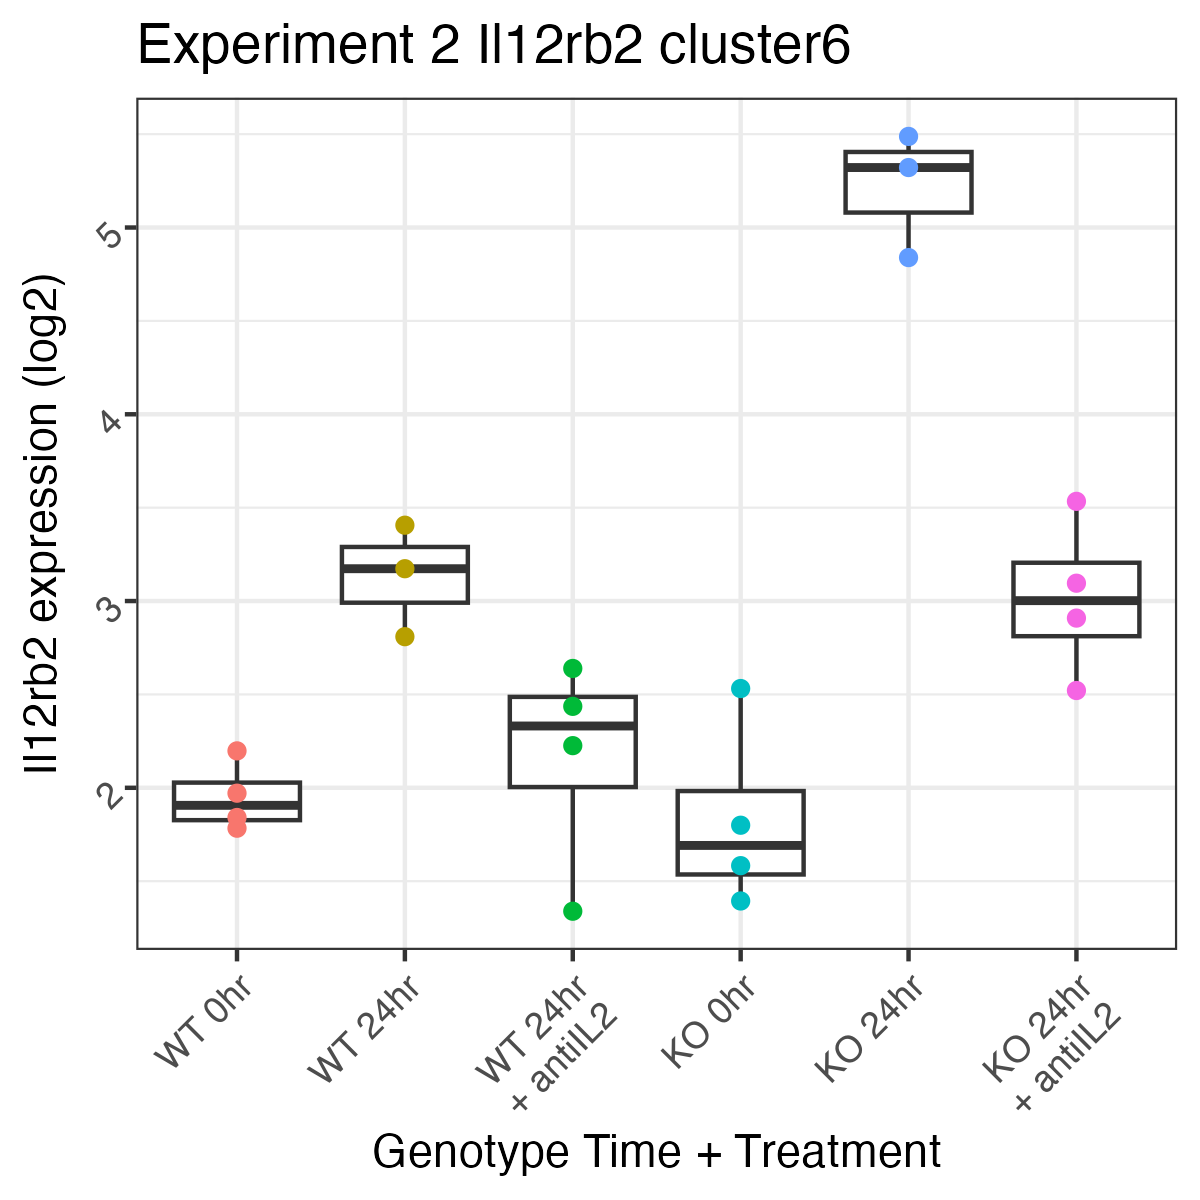 Experiment 2 Il12rb2 cluster6
Il12rb2 expression (log2)
5
4
3
2
WT 0hr
WT 24hr
WT 24hr
+ antiIL2
KO 0hr
KO 24hr
KO 24hr
+ antiIL2
Genotype Time + Treatment